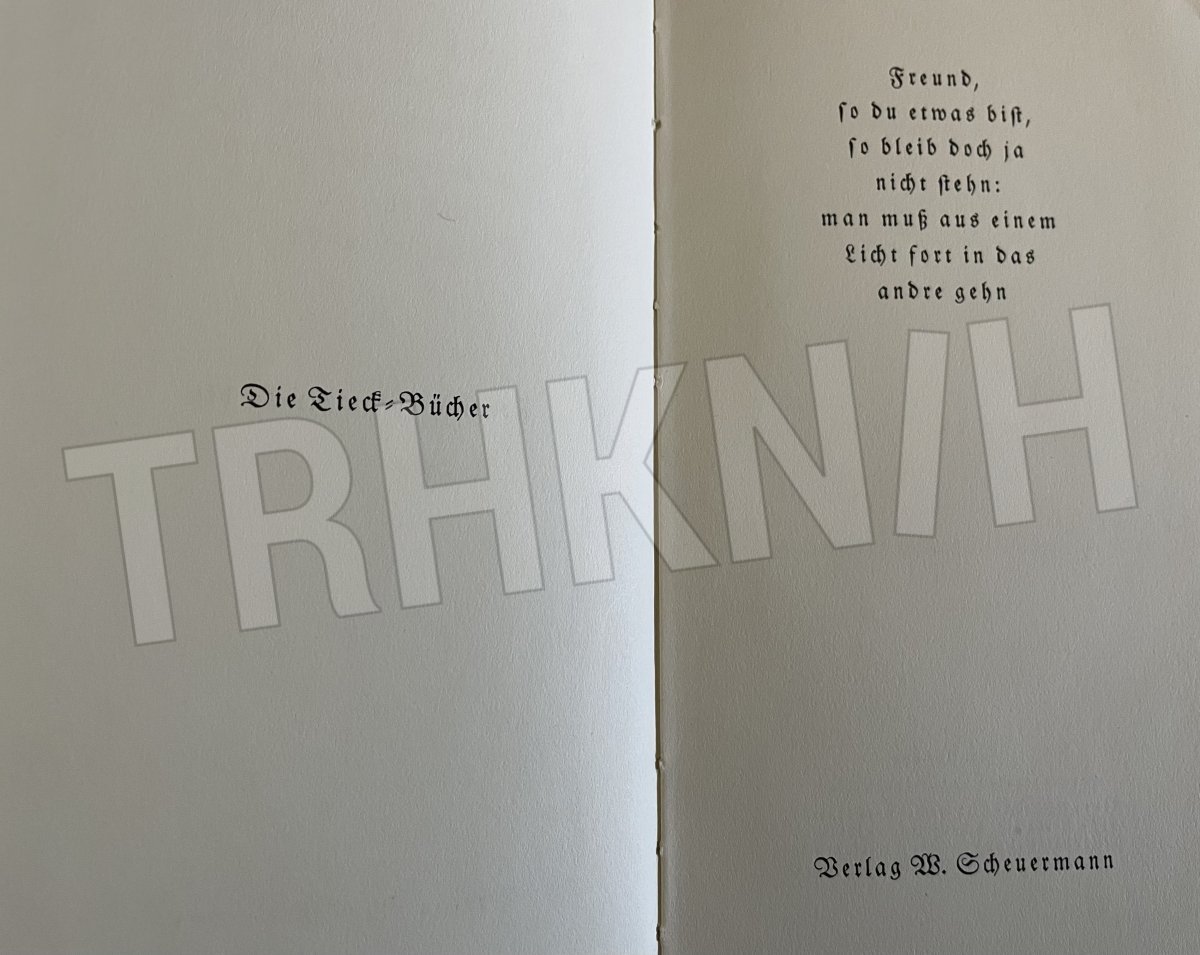 Die Tieck-Bücher
Freund,
so du etwas bist,
so bleib doch ja
nicht stehn:
man muß aus einem
Licht fort in das
andre gehn
Verlag W. Scheuermann
TRHKN/H